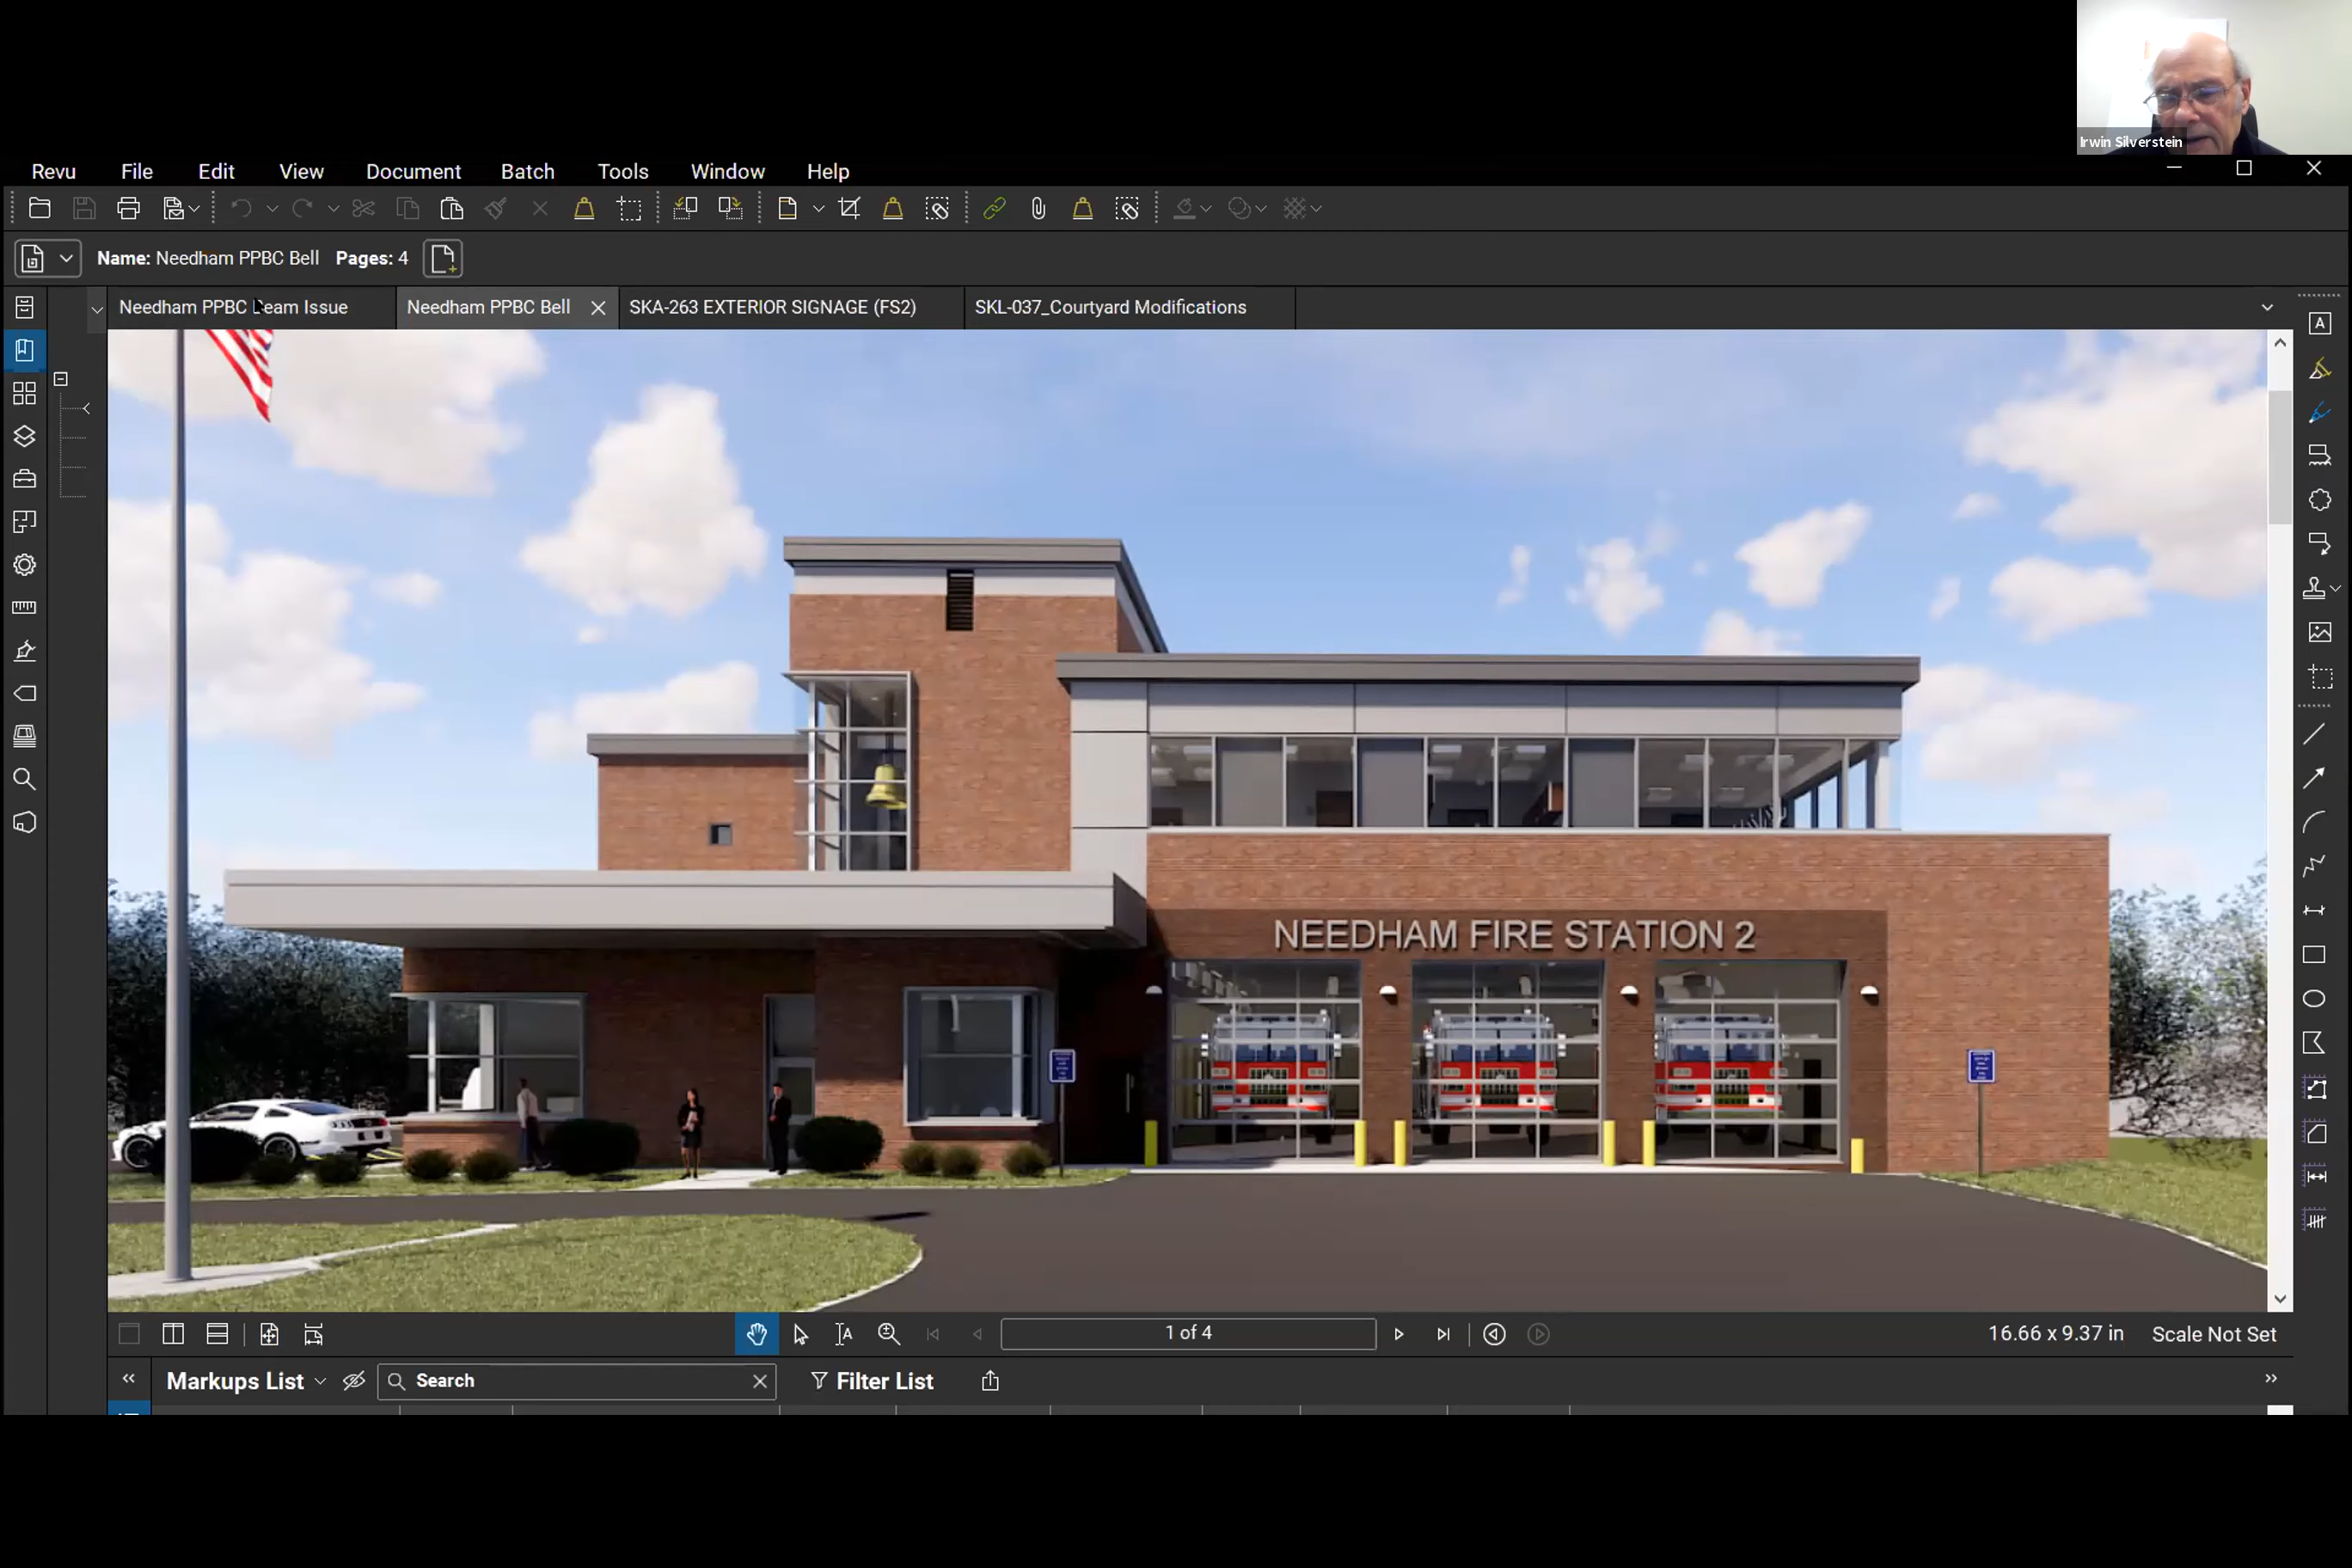 Irwin Silverstein
Revu File Edit View Document Batch Tools Window Help
Name: Needham PPBC Bell Pages: 4
Needham PPBC Beam Issue Needham PPBC Bell SKA-263 EXTERIOR SIGNAGE (FS2) SKL-037_Courtyard Modifications
NEEDHAM FIRE STATION 2
1 of 4 16.66 x 9.37 in Scale Not Set
Markups List Search Filter List